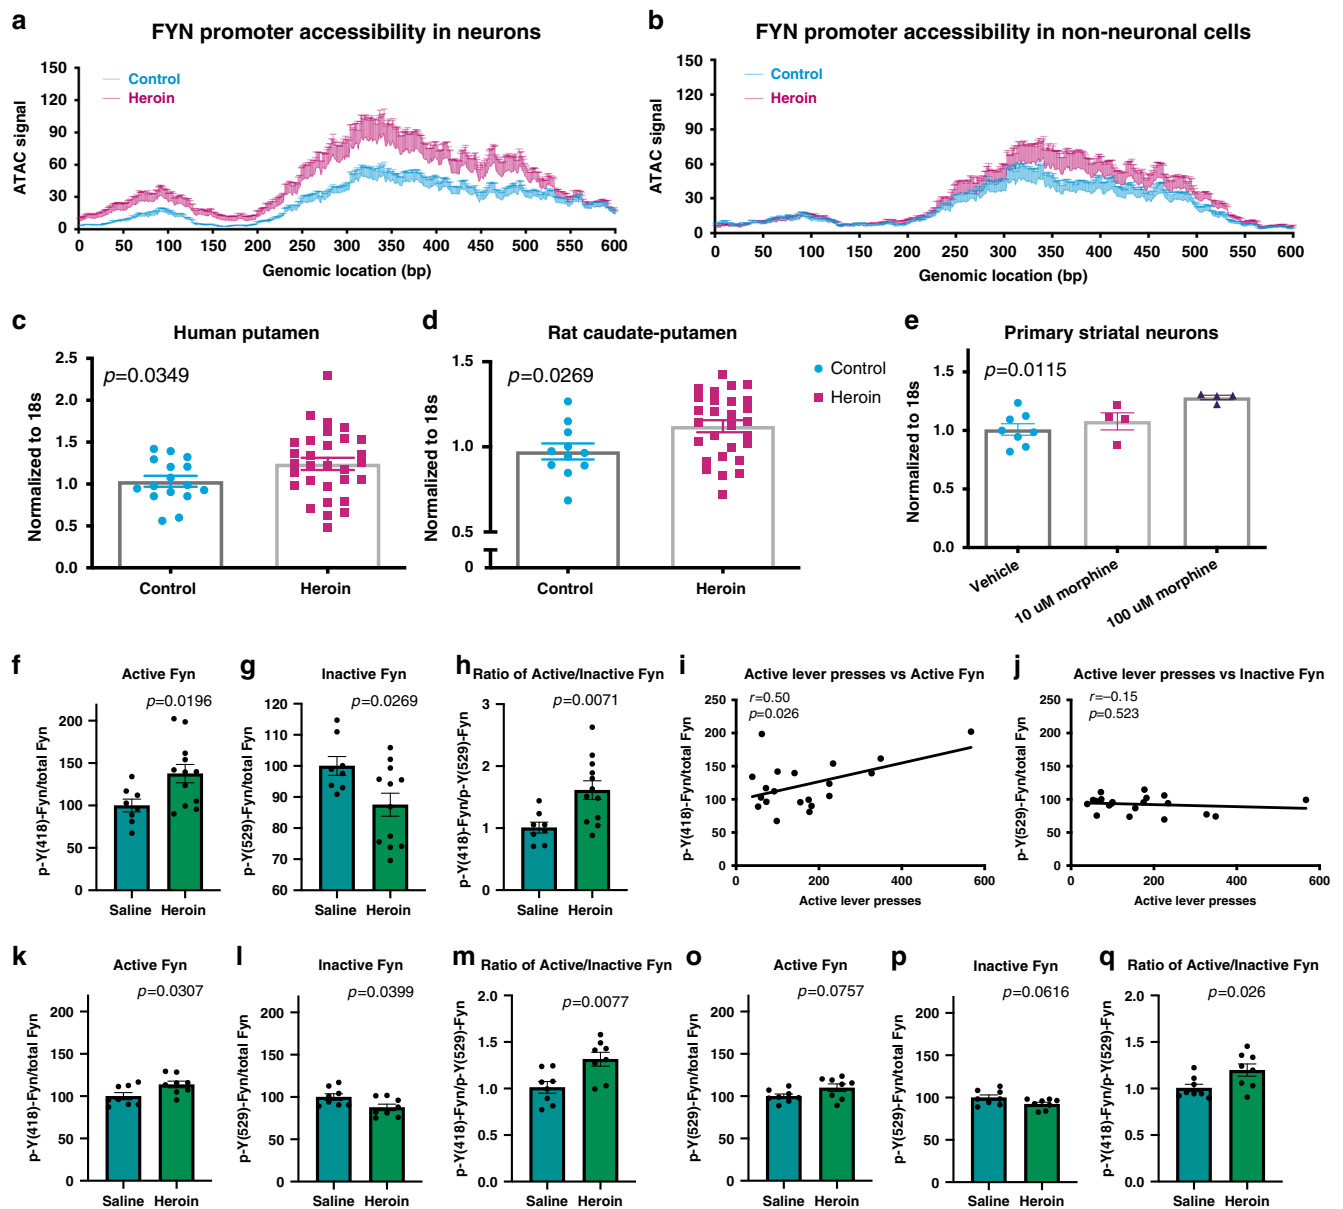 a
FYN promoter accessibility in neurons
150
120
90
60
30
0
ATAC signal
Control
Heroin
0 50 100 150 200 250 300 350 400 450 500 550 600
Genomic location (bp)
b
FYN promoter accessibility in non-neuronal cells
150
120
90
60
30
0
ATAC signal
Control
Heroin
0 50 100 150 200 250 300 350 400 450 500 550 600
Genomic location (bp)
c
Human putamen
p=0.0349
2.5
2.0
1.5
1.0
0.5
0.0
Normalized to 18s
Control Heroin
d
Rat caudate-putamen
p=0.0269
1.5
1.0
0.5
0
Normalized to 18s
Control Heroin
Control
Heroin
e
Primary striatal neurons
p=0.0115
1.5
1.0
0.5
0.0
Normalized to 18s
Vehicle
10 uM morphine
100 uM morphine
f
Active Fyn
p=0.0196
200
150
100
50
0
p-Y(418)-Fyn/total Fyn
Saline Heroin
g
Inactive Fyn
p=0.0269
120
110
100
90
80
70
60
p-Y(529)-Fyn/total Fyn
Saline Heroin
h
Ratio of Active/Inactive Fyn
p=0.0071
3
2
1
0
p-Y(418)-Fyn/p-Y(529)-Fyn
Saline Heroin
i
Active lever presses vs Active Fyn
r=0.50
p=0.026
250
200
150
100
50
0
p-Y(418)-Fyn/total Fyn
0 200 400 600
Active lever presses
j
Active lever presses vs Inactive Fyn
r=−0.15
p=0.523
250
200
150
100
50
0
p-Y(529)-Fyn/total Fyn
0 200 400 600
Active lever presses
k
Active Fyn
p=0.0307
200
150
100
50
0
p-Y(418)-Fyn/total Fyn
Saline Heroin
l
Inactive Fyn
p=0.0399
200
150
100
50
0
p-Y(529)-Fyn/total Fyn
Saline Heroin
m
Ratio of Active/Inactive Fyn
p=0.0077
2.0
1.5
1.0
0.5
0.0
p-Y(418)-Fyn/p-Y(529)-Fyn
Saline Heroin
o
Active Fyn
p=0.0757
200
150
100
50
0
p-Y(529)-Fyn/total Fyn
Saline Heroin
p
Inactive Fyn
p=0.0616
200
150
100
50
0
p-Y(529)-Fyn/total Fyn
Saline Heroin
q
Ratio of Active/Inactive Fyn
p=0.026
2.0
1.5
1.0
0.5
0.0
p-Y(418)-Fyn/p-Y(529)-Fyn
Saline Heroin